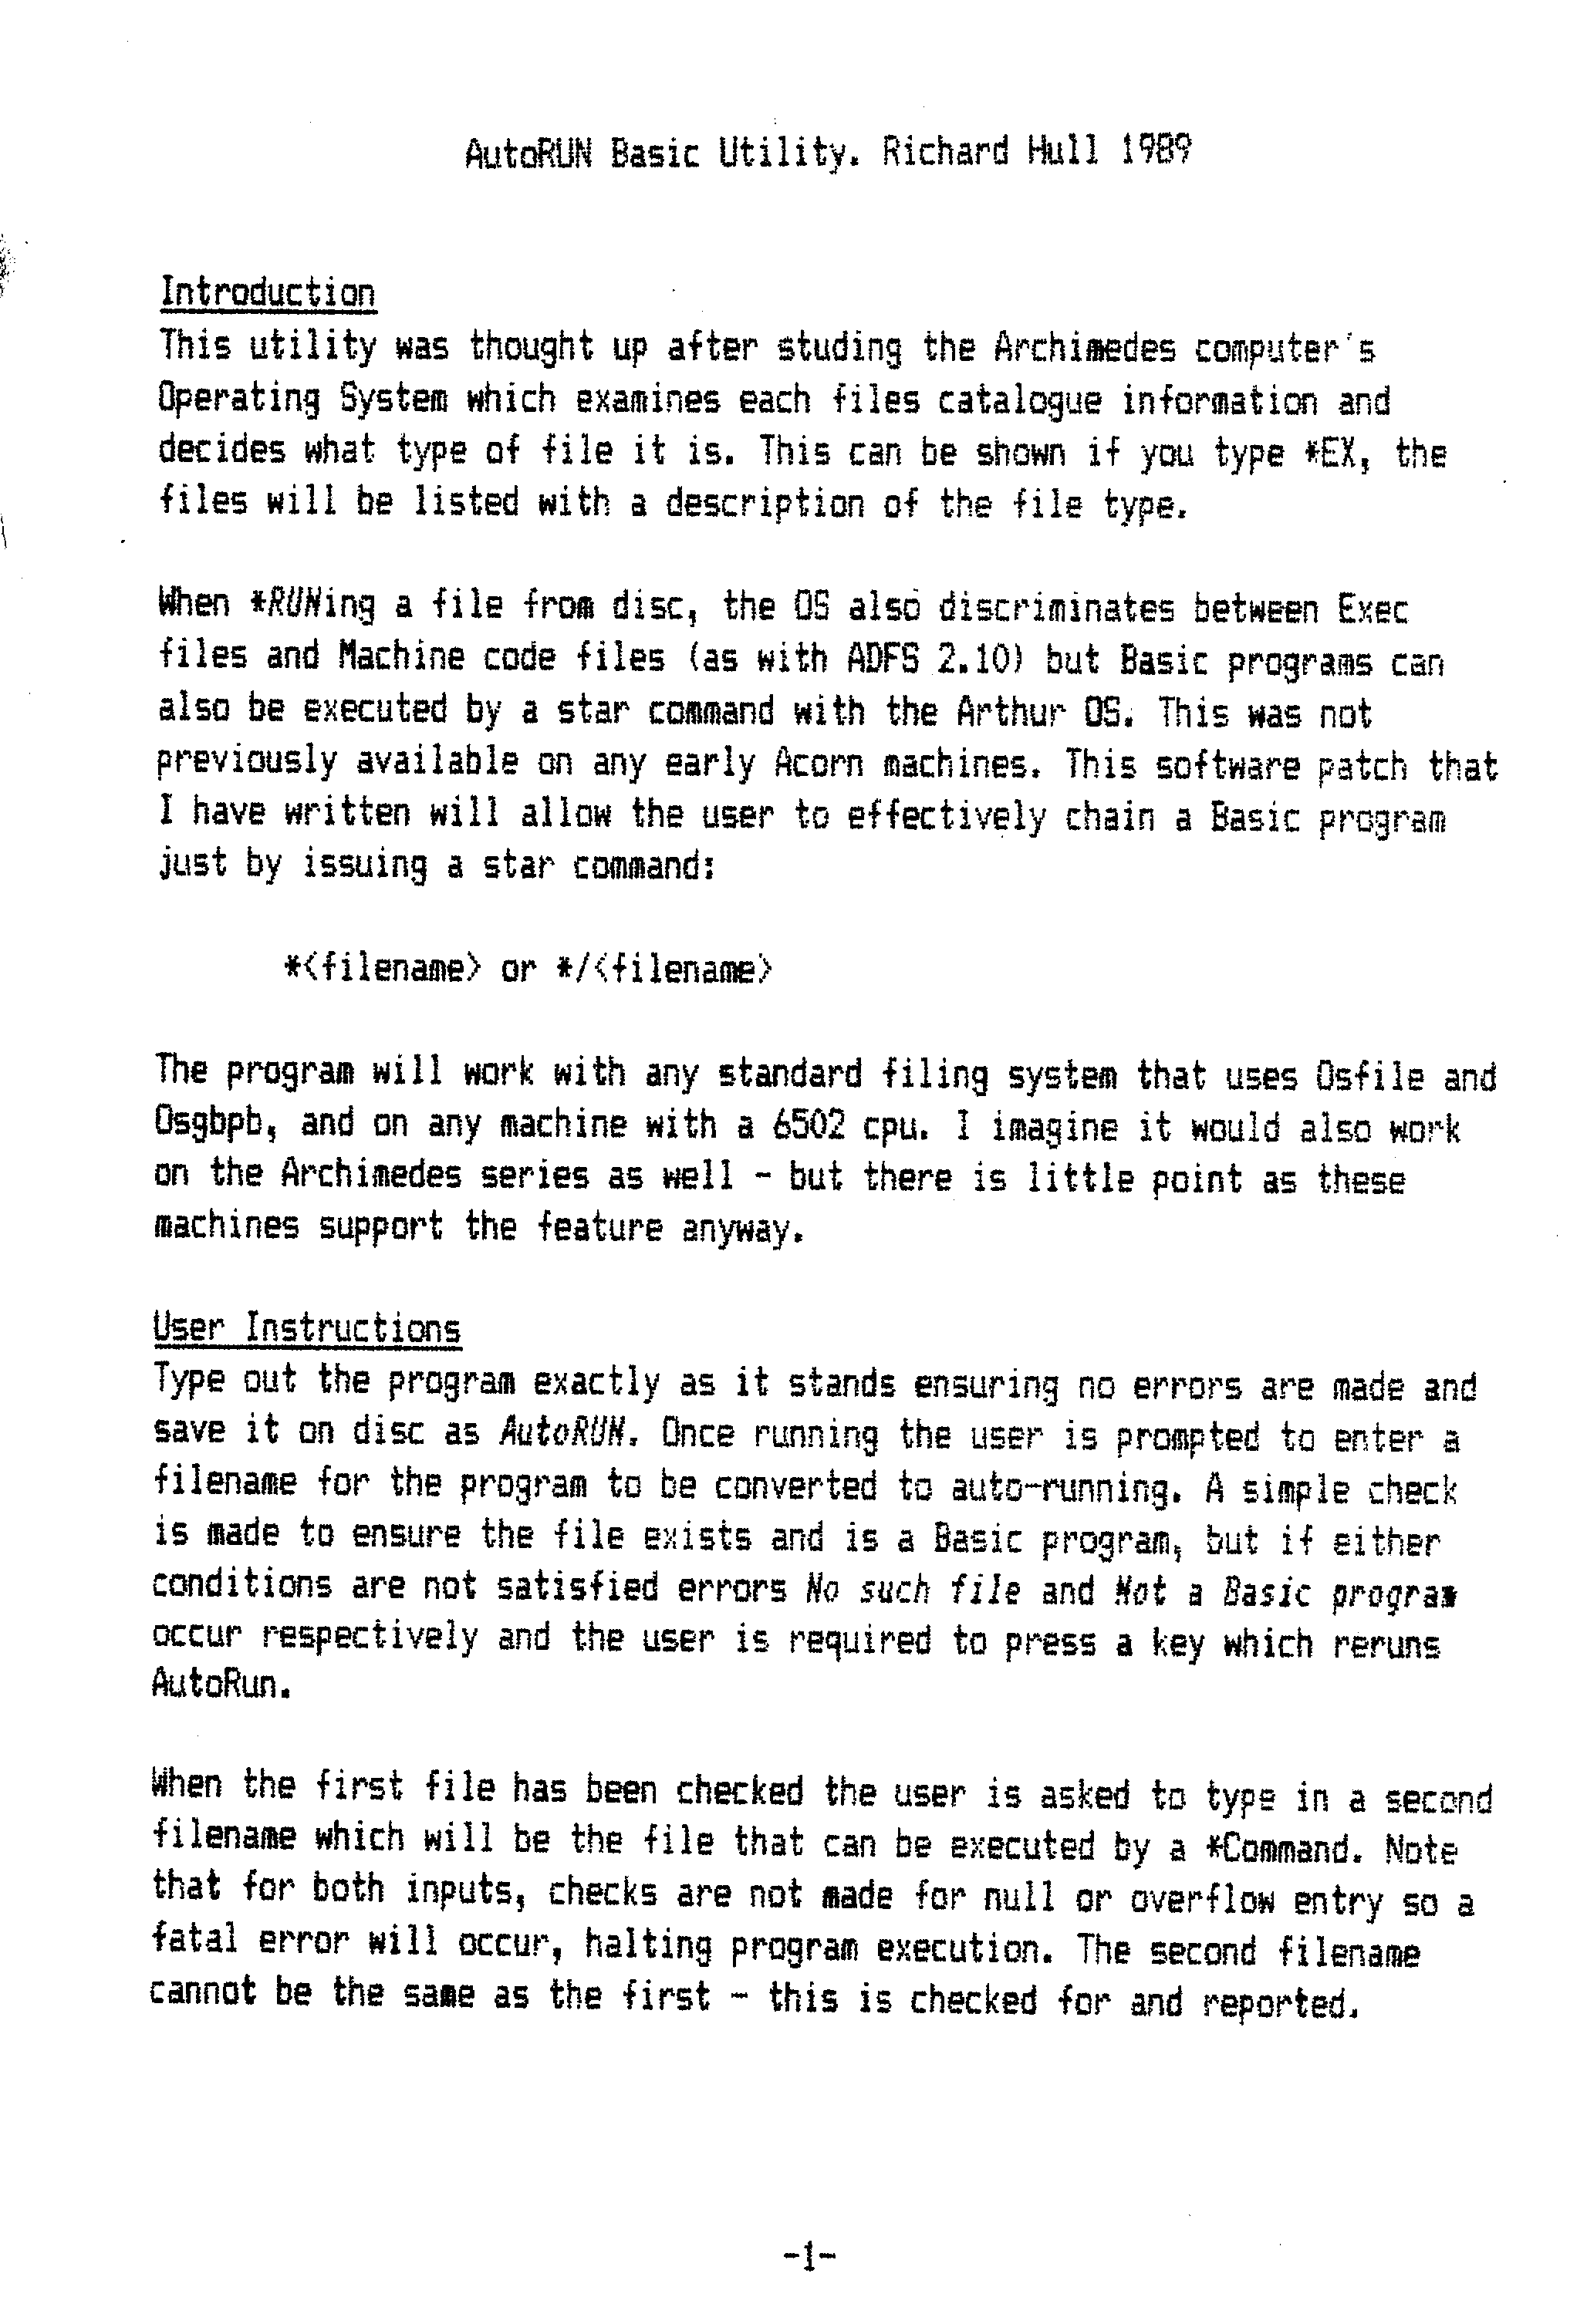 AutoRUN Basic Utility. Richard Hull 1989
Introduction
This utility was thought up after studing the Archimedes computer's
Operating System which examines each files catalogue information and
decides what type of file it is. This can be shown if you type *EX, the
files will be listed with a description of the file type.
When *RUNing a file from disc, the OS also discriminates between Exec
files and Machine code files (as with ADFS 2.10) but Basic programs can
also be executed by a star command with the Arthur OS. This was not
previously available on any early Acorn machines. This software patch that
I have written will allow the user to effectively chain a Basic program
just by issuing a star command:
*<filename> or */<filename>
The program will work with any standard filing system that uses Osfile and
Osgbpb, and on any machine with a 6502 cpu. I imagine it would also work
on the Archimedes series as well - but there is little point as these
machines support the feature anyway.
User Instructions
Type out the program exactly as it stands ensuring no errors are made and
save it on disc as AutoRUN. Once running the user is prompted to enter a
filename for the program to be converted to auto-running. A simple check
is made to ensure the file exists and is a Basic program, but if either
conditions are not satisfied errors No such file and Not a Basic program
occur respectively and the user is required to press a key which reruns
AutoRun.
When the first file has been checked the user is asked to type in a second
filename which will be the file that can be executed by a *Command. Note
that for both inputs, checks are not made for null or overflow entry so a
fatal error will occur, halting program execution. The second filename
cannot be the same as the first - this is checked for and reported.
-1-